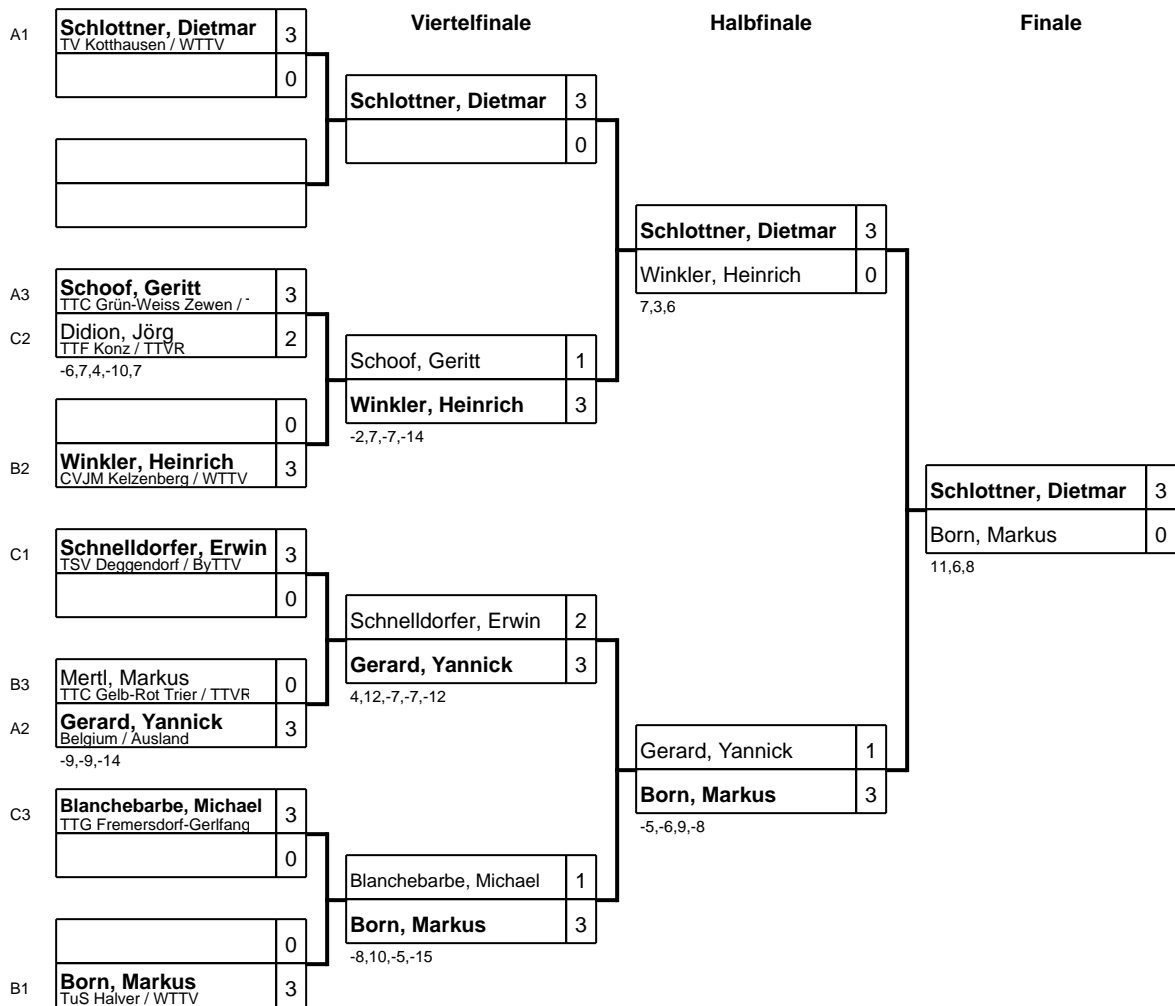 Viertelfinale
Halbfinale
Finale
A1
Schlottner, Dietmar 3
TV Kotthausen / WTTV
0
A3
Schoof, Geritt 3
TTC Grün-Weiss Zewen /
C2
Didion, Jörg 2
TTF Konz / TTVR
-6,7,4,-10,7
0
B2
Winkler, Heinrich 3
CVJM Kelzenberg / WTTV
C1
Schnelldorfer, Erwin 3
TSV Deggendorf / ByTTV
0
B3
Mertl, Markus 0
TTC Gelb-Rot Trier / TTVR
A2
Gerard, Yannick 3
Belgium / Ausland
-9,-9,-14
C3
Blanchebarbe, Michael 3
TTG Fremersdorf-Gerlfang
0
0
B1
Born, Markus 3
TuS Halver / WTTV
Schlottner, Dietmar 3
0
Schoof, Geritt 1
Winkler, Heinrich 3
-2,7,-7,-14
Schnelldorfer, Erwin 2
Gerard, Yannick 3
4,12,-7,-7,-12
Blanchebarbe, Michael 1
Born, Markus 3
-8,10,-5,-15
Schlottner, Dietmar 3
Winkler, Heinrich 0
7,3,6
Gerard, Yannick 1
Born, Markus 3
-5,-6,9,-8
Schlottner, Dietmar 3
Born, Markus 0
11,6,8